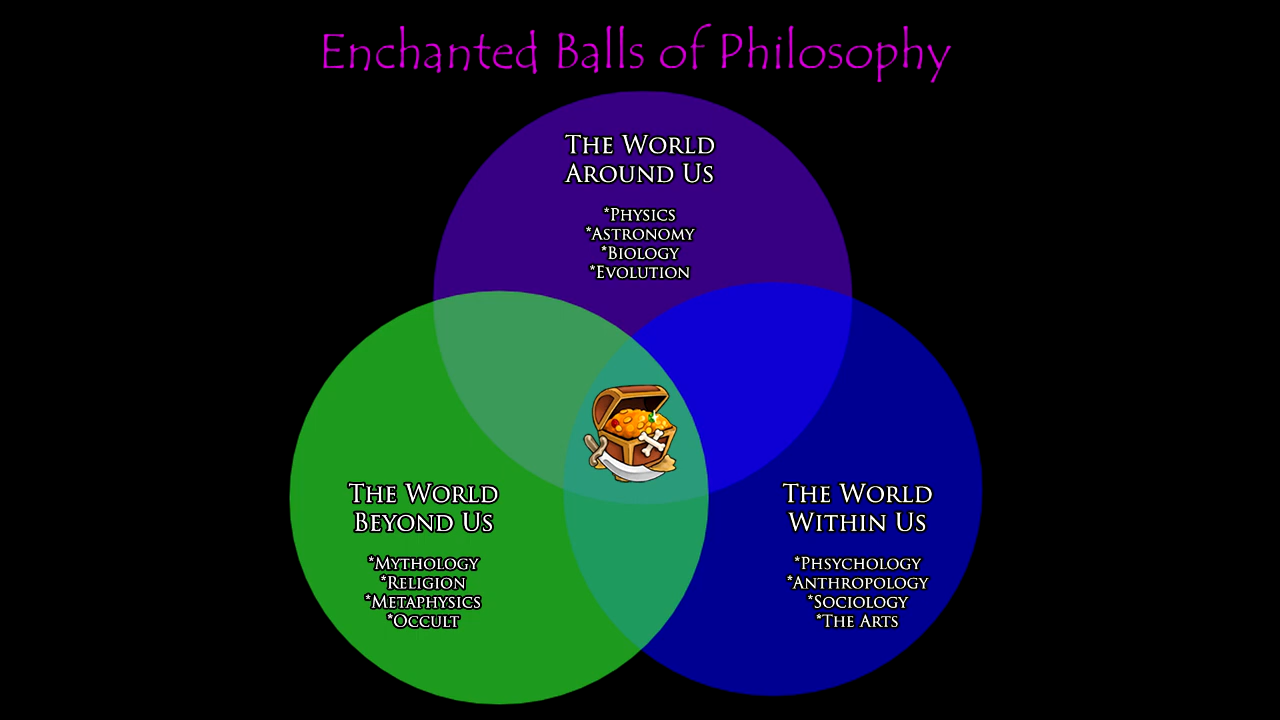 Enchanted Balls of Philosophy
The World
Around Us
*Physics
*Astronomy
*Biology
*Evolution
The World
Beyond Us
*Mythology
*Religion
*Metaphysics
*Occult
The World
Within Us
*Phsychology
*Anthropology
*Sociology
*The Arts